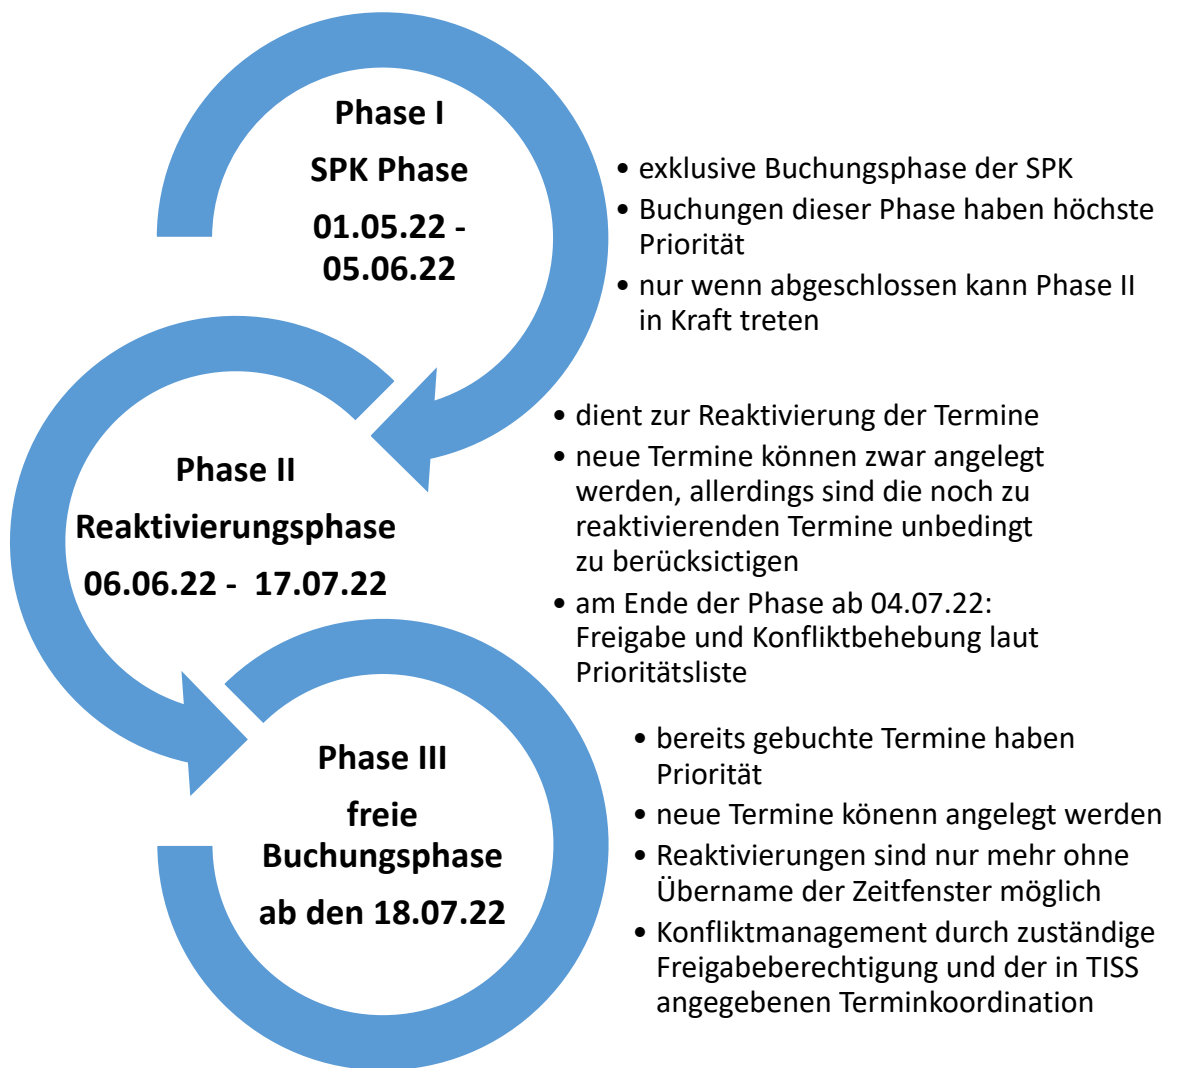 Phase I
SPK Phase
01.05.22 -
05.06.22
• exklusive Buchungsphase der SPK
• Buchungen dieser Phase haben höchste
Priorität
• nur wenn abgeschlossen kann Phase II
in Kraft treten
Phase II
Reaktivierungsphase
06.06.22 - 17.07.22
• dient zur Reaktivierung der Termine
• neue Termine können zwar angelegt
werden, allerdings sind die noch zu
reaktivierenden Termine unbedingt
zu berücksictigen
• am Ende der Phase ab 04.07.22:
Freigabe und Konfliktbehebung laut
Prioritätsliste
Phase III
freie
Buchungsphase
ab den 18.07.22
• bereits gebuchte Termine haben
Priorität
• neue Termine könenn angelegt werden
• Reaktivierungen sind nur mehr ohne
Übername der Zeitfenster möglich
• Konfliktmanagement durch zuständige
Freigabeberechtigung und der in TISS
angegebenen Terminkoordination